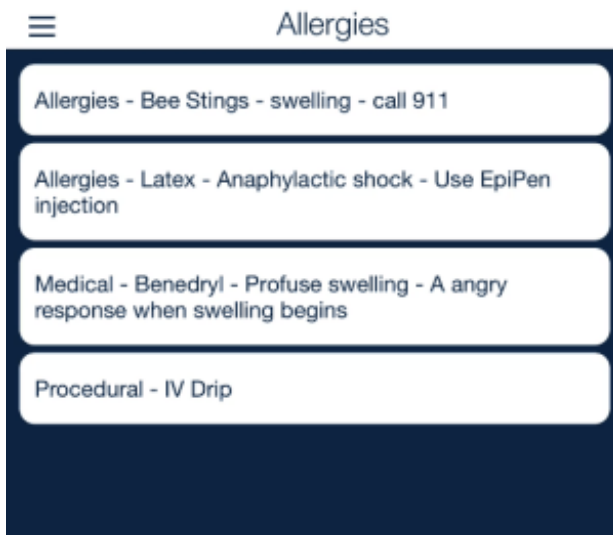 Allergies
Allergies - Bee Stings - swelling - call 911
Allergies - Latex - Anaphylactic shock - Use EpiPen
injection
Medical - Benedryl - Profuse swelling - A angry
response when swelling begins
Procedural - IV Drip